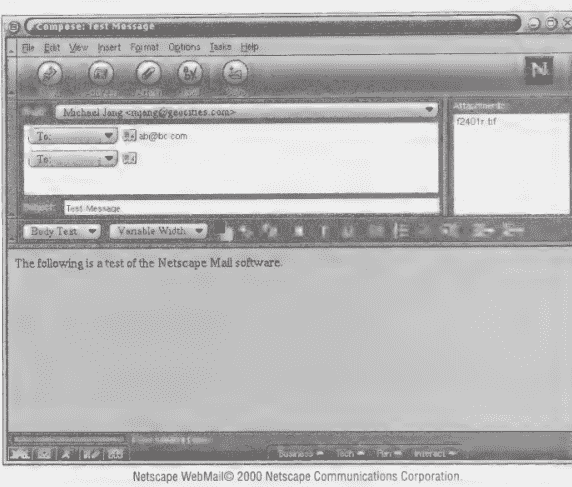 Compose: Test Message
File Edit View Insert Format Options Tasks Help
N
Michael Jang <mjang@geocities.com>
Attachments:
To: ab@bc.com
f2401r.tif
To:
Subject: Test Message
Body Text Variable Width
The following is a test of the Netscape Mail software.
Business Tech Fun Interact
Netscape WebMail© 2000 Netscape Communications Corporation.